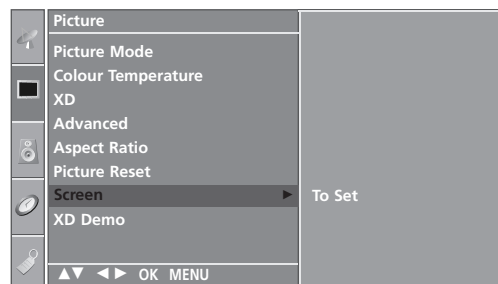 Picture
Picture Mode
Colour Temperature
XD
Advanced
Aspect Ratio
Picture Reset
Screen ► To Set
XD Demo
▲▼ ◄► OK MENU